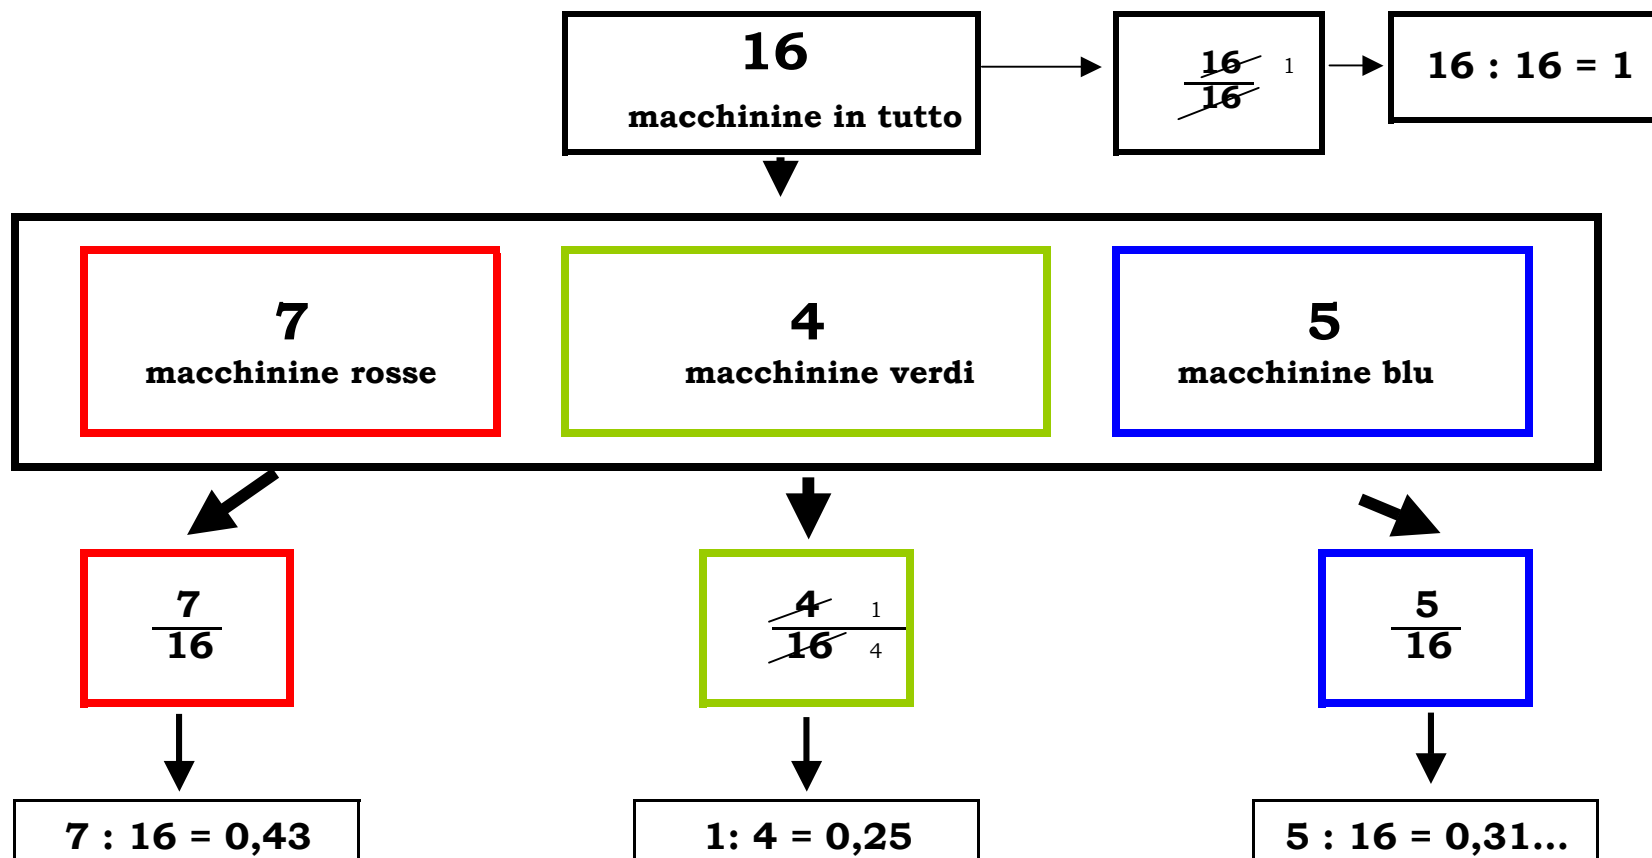 16
macchinine in tutto
16 1
16
16 : 16 = 1
7
macchinine rosse
4
macchinine verdi
5
macchinine blu
7
16
4 1
16 4
5
16
7 : 16 = 0,43
1: 4 = 0,25
5 : 16 = 0,31...